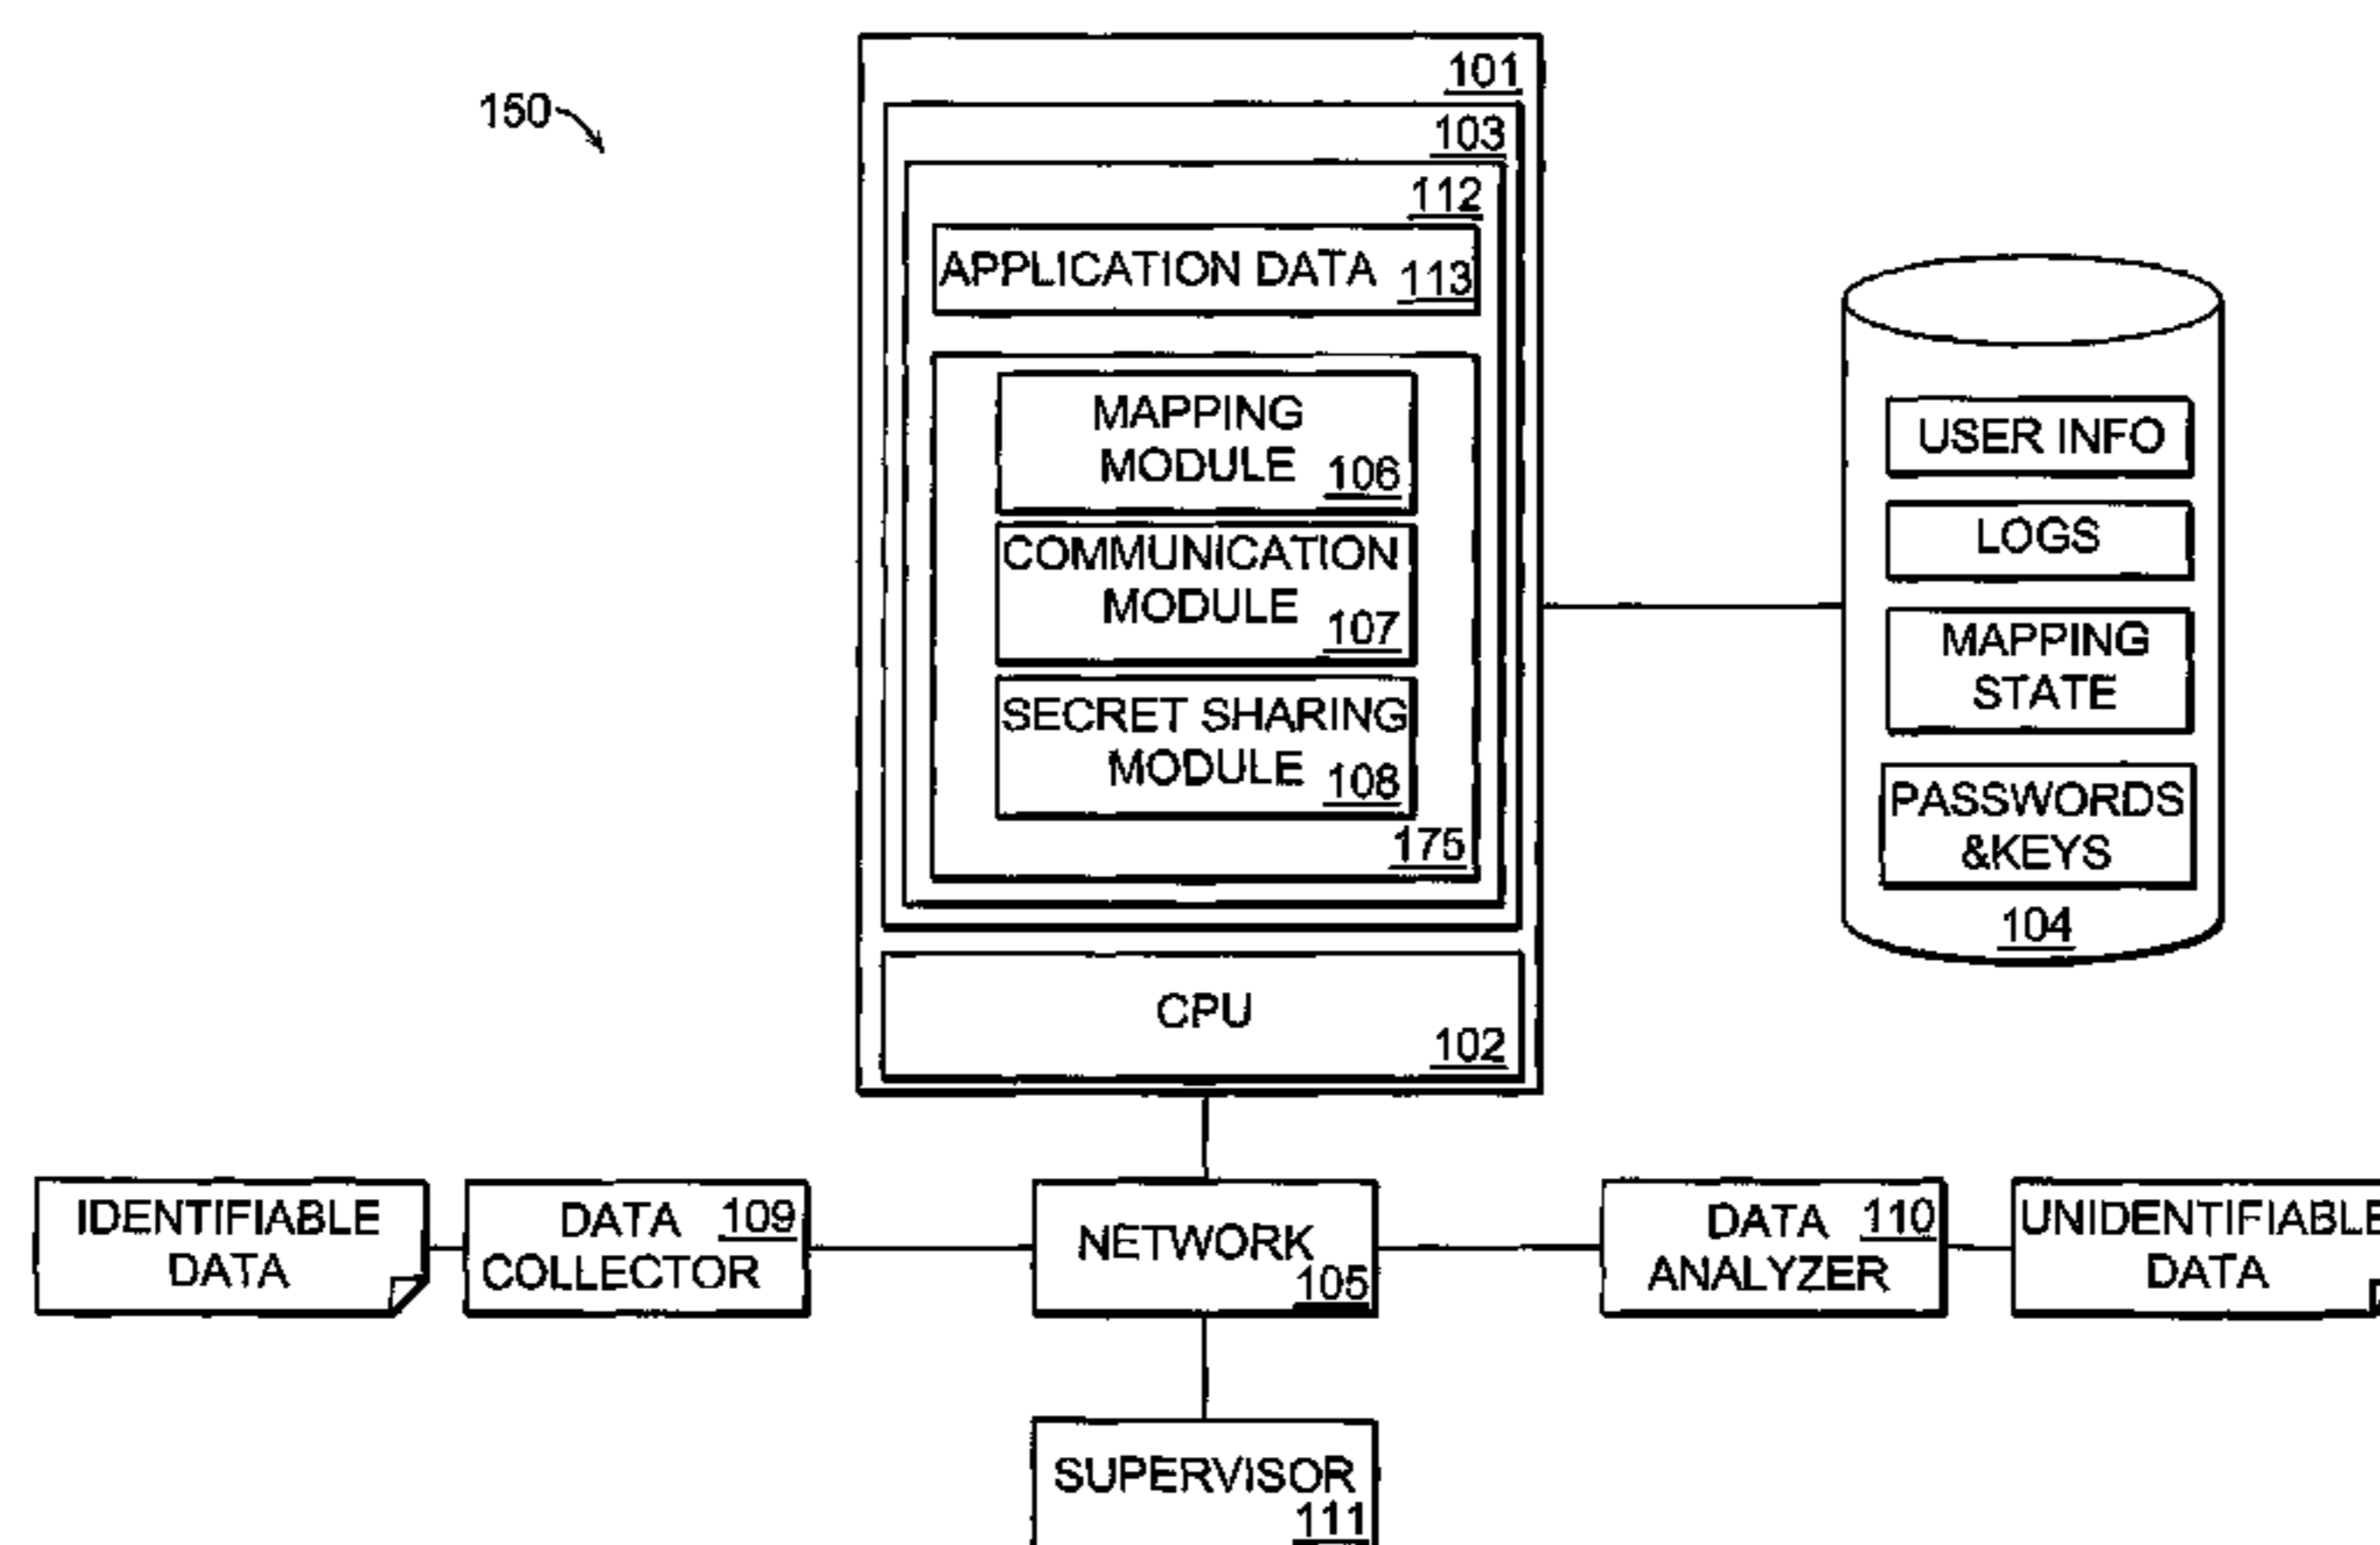 150
101
103
112
APPLICATION DATA 113
MAPPING
MODULE 106
COMMUNICATION
MODULE 107
SECRET SHARING
MODULE 108
175
CPU
102
USER INFO
LOGS
MAPPING
STATE
PASSWORDS
&KEYS
104
IDENTIFIABLE
DATA
DATA 109
COLLECTOR
NETWORK
105
DATA 110
ANALYZER
UNIDENTIFIABLE
DATA
SUPERVISOR
111